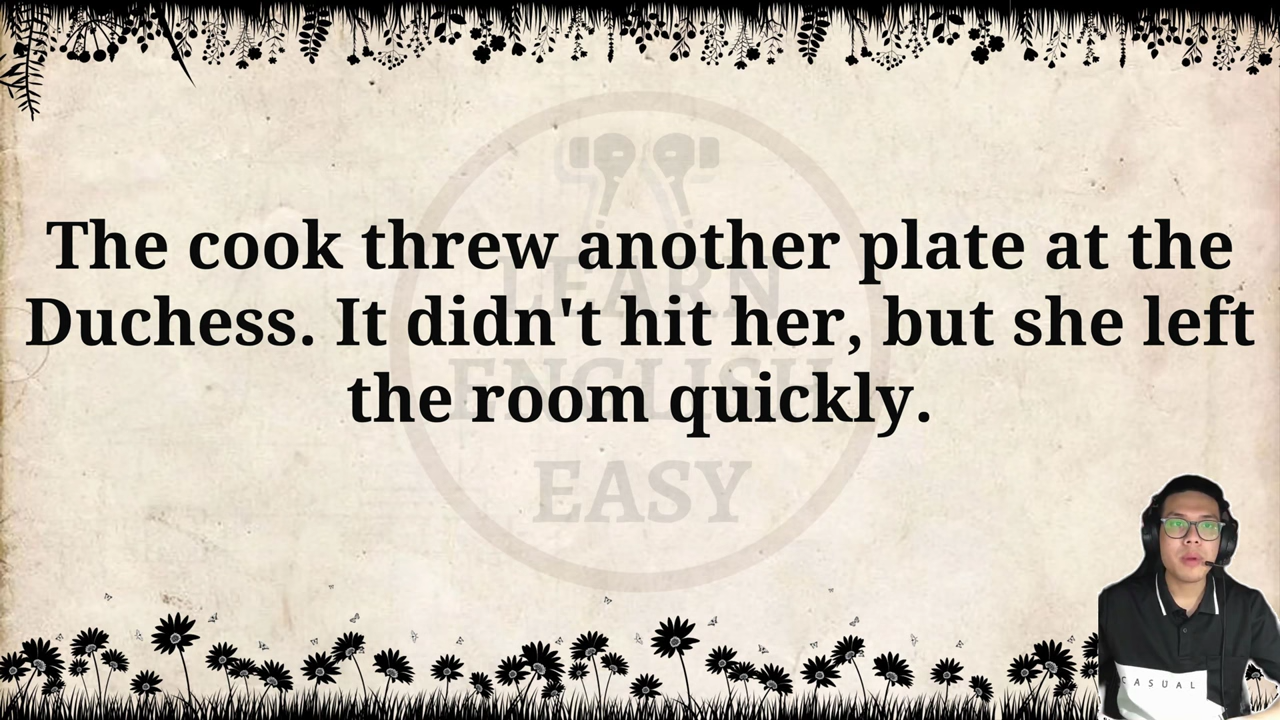 The cook threw another plate at the
Duchess. It didn't hit her, but she left
the room quickly.
LEARN
ENGLISH
EASY
CASUAL